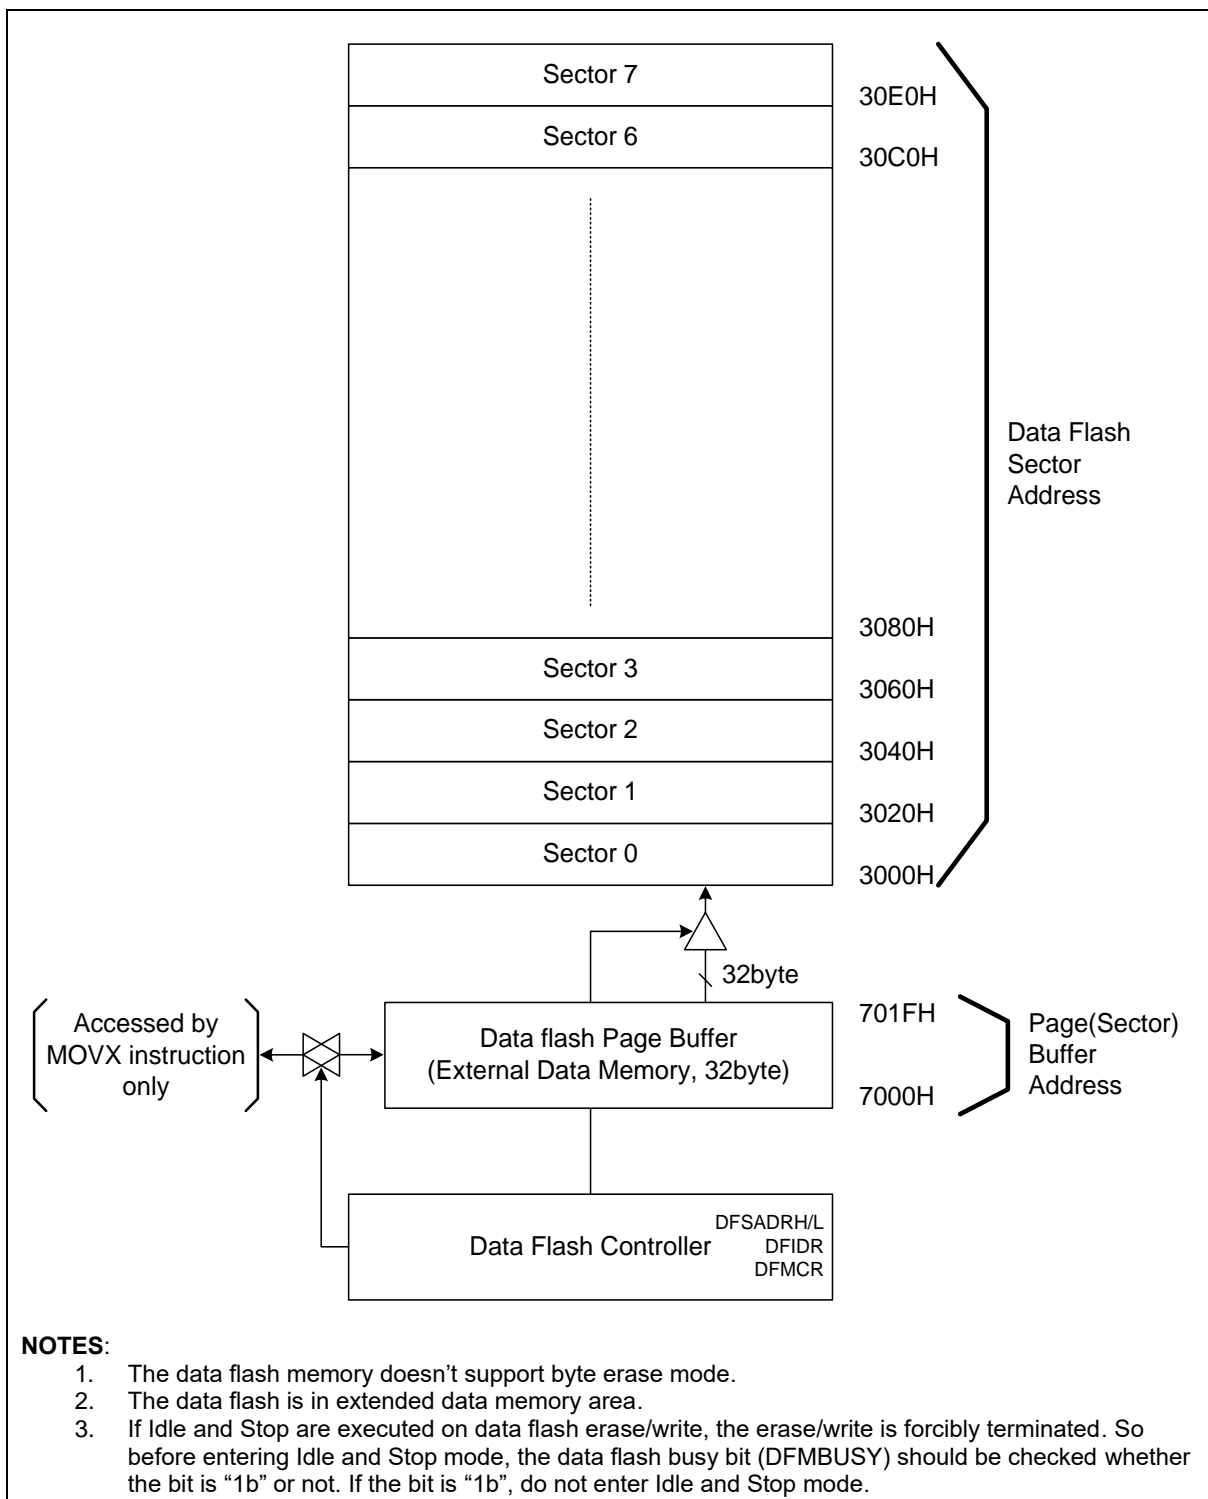 Sector 7
30E0H
Sector 6
30C0H
Data Flash
Sector
Address
3080H
Sector 3
3060H
Sector 2
3040H
Sector 1
3020H
Sector 0
3000H
32byte
Accessed by
MOVX instruction
only
Data flash Page Buffer
(External Data Memory, 32byte)
701FH
7000H
Page(Sector)
Buffer
Address
Data Flash Controller
DFSADRH/L
DFIDR
DFMCR
NOTES:
1. The data flash memory doesn’t support byte erase mode.
2. The data flash is in extended data memory area.
3. If Idle and Stop are executed on data flash erase/write, the erase/write is forcibly terminated. So
before entering Idle and Stop mode, the data flash busy bit (DFMBUSY) should be checked whether
the bit is “1b” or not. If the bit is “1b”, do not enter Idle and Stop mode.